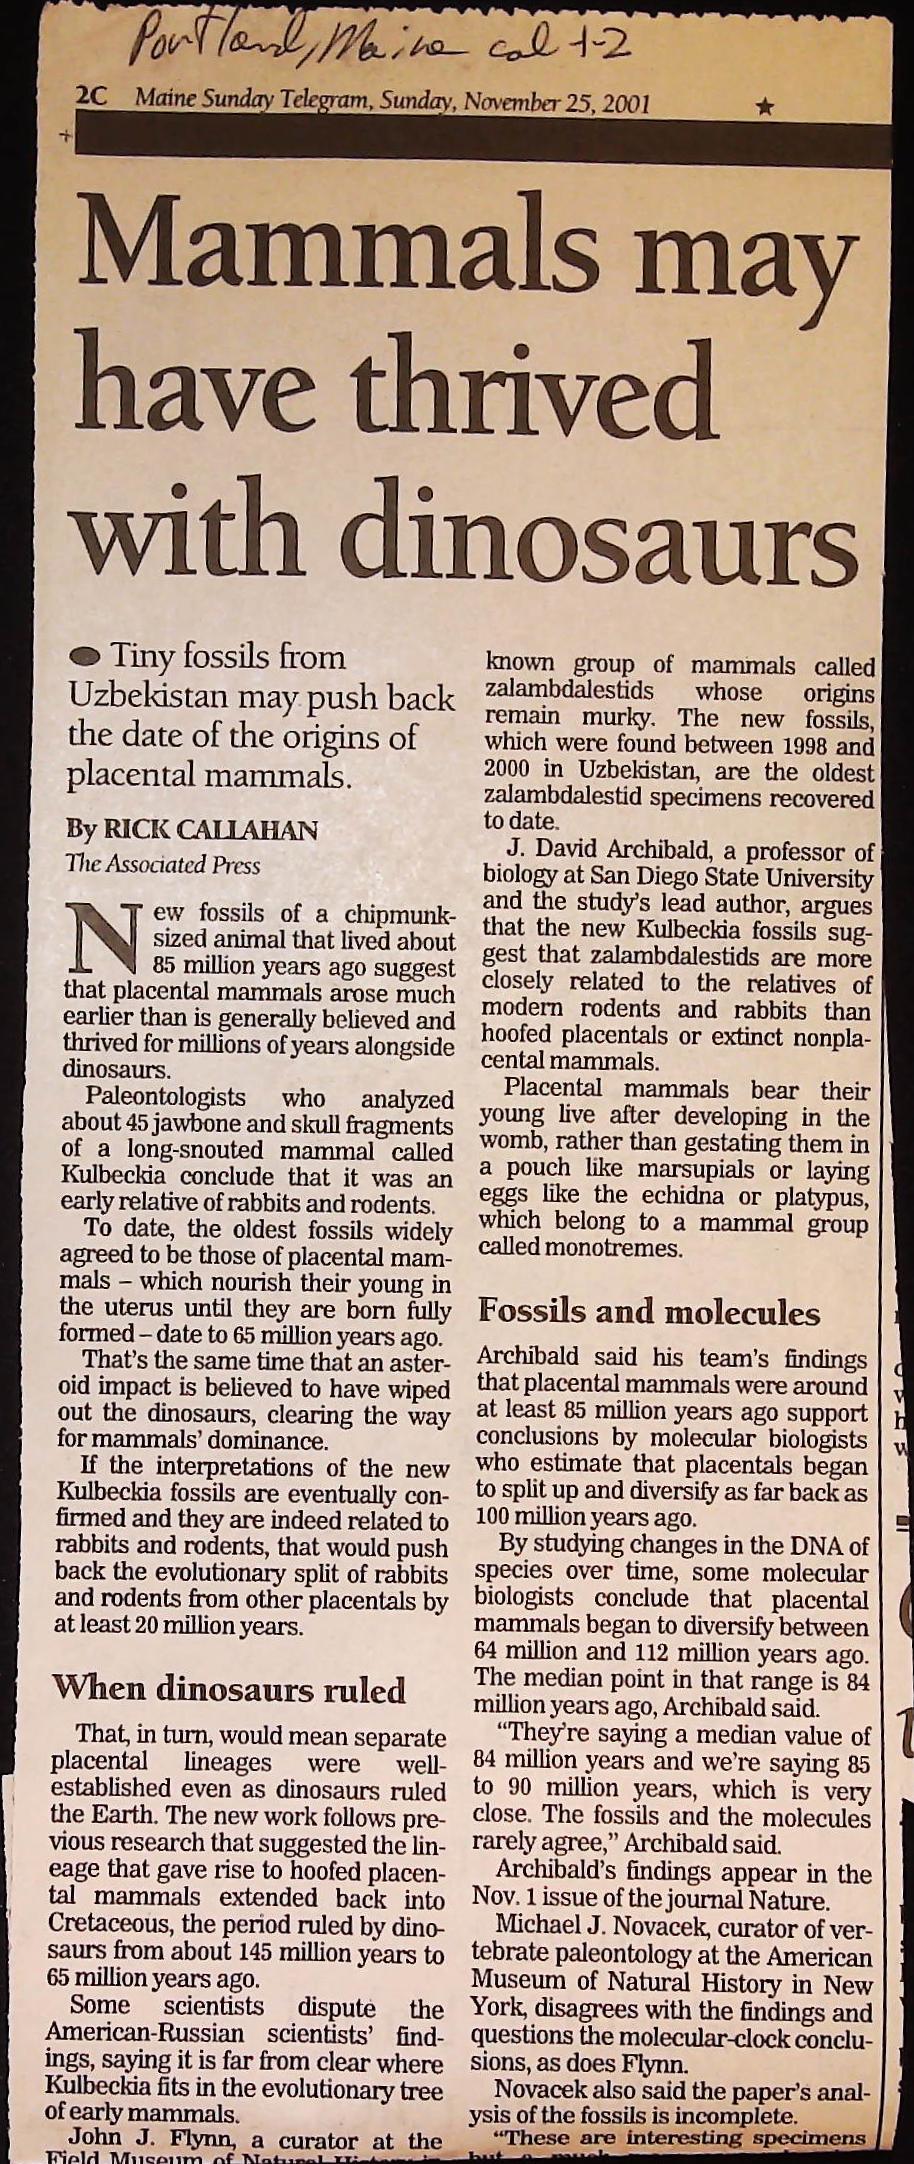 Portland, Maine col 1-2
2C Maine Sunday Telegram, Sunday, November 25, 2001 ★
Mammals may
have thrived
with dinosaurs
● Tiny fossils from
Uzbekistan may push back
the date of the origins of
placental mammals.
By RICK CALLAHAN
The Associated Press
New fossils of a chipmunk-
sized animal that lived about
85 million years ago suggest
that placental mammals arose much
earlier than is generally believed and
thrived for millions of years alongside
dinosaurs.
Paleontologists who analyzed
about 45 jawbone and skull fragments
of a long-snouted mammal called
Kulbeckia conclude that it was an
early relative of rabbits and rodents.
To date, the oldest fossils widely
agreed to be those of placental mam-
mals – which nourish their young in
the uterus until they are born fully
formed – date to 65 million years ago.
That's the same time that an aster-
oid impact is believed to have wiped
out the dinosaurs, clearing the way
for mammals' dominance.
If the interpretations of the new
Kulbeckia fossils are eventually con-
firmed and they are indeed related to
rabbits and rodents, that would push
back the evolutionary split of rabbits
and rodents from other placentals by
at least 20 million years.
When dinosaurs ruled
That, in turn, would mean separate
placental lineages were well-
established even as dinosaurs ruled
the Earth. The new work follows pre-
vious research that suggested the lin-
eage that gave rise to hoofed placen-
tal mammals extended back into
Cretaceous, the period ruled by dino-
saurs from about 145 million years to
65 million years ago.
Some scientists dispute the
American-Russian scientists' find-
ings, saying it is far from clear where
Kulbeckia fits in the evolutionary tree
of early mammals.
John J. Flynn, a curator at the
Field Museum of Natural History in
known group of mammals called
zalambdalestids whose origins
remain murky. The new fossils,
which were found between 1998 and
2000 in Uzbekistan, are the oldest
zalambdalestid specimens recovered
to date.
J. David Archibald, a professor of
biology at San Diego State University
and the study's lead author, argues
that the new Kulbeckia fossils sug-
gest that zalambdalestids are more
closely related to the relatives of
modern rodents and rabbits than
hoofed placentals or extinct nonpla-
cental mammals.
Placental mammals bear their
young live after developing in the
womb, rather than gestating them in
a pouch like marsupials or laying
eggs like the echidna or platypus,
which belong to a mammal group
called monotremes.
Fossils and molecules
Archibald said his team's findings
that placental mammals were around
at least 85 million years ago support
conclusions by molecular biologists
who estimate that placentals began
to split up and diversify as far back as
100 million years ago.
By studying changes in the DNA of
species over time, some molecular
biologists conclude that placental
mammals began to diversify between
64 million and 112 million years ago.
The median point in that range is 84
million years ago, Archibald said.
"They're saying a median value of
84 million years and we're saying 85
to 90 million years, which is very
close. The fossils and the molecules
rarely agree," Archibald said.
Archibald's findings appear in the
Nov. 1 issue of the journal Nature.
Michael J. Novacek, curator of ver-
tebrate paleontology at the American
Museum of Natural History in New
York, disagrees with the findings and
questions the molecular-clock conclu-
sions, as does Flynn.
Novacek also said the paper's anal-
ysis of the fossils is incomplete.
"These are interesting specimens
but a much